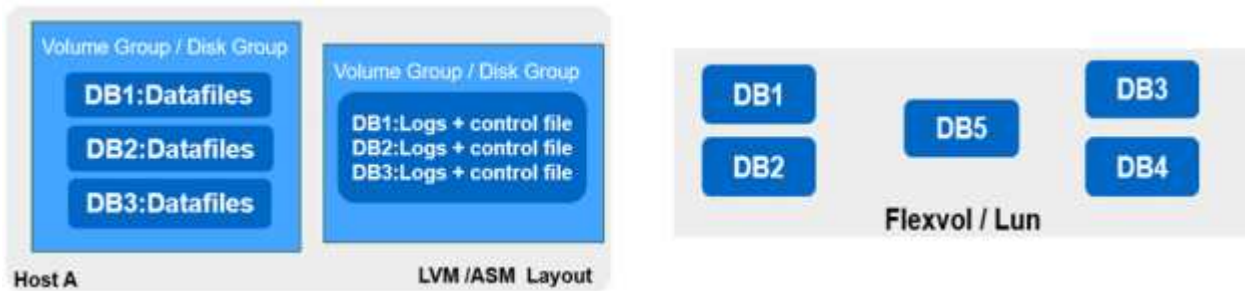 Volume Group / Disk Group
DB1:Datafiles
DB2:Datafiles
DB3:Datafiles
Volume Group / Disk Group
DB1:Logs + control file
DB2:Logs + control file
DB3:Logs + control file
Host A
LVM /ASM Layout
DB1
DB2
DB5
DB3
DB4
Flexvol / Lun